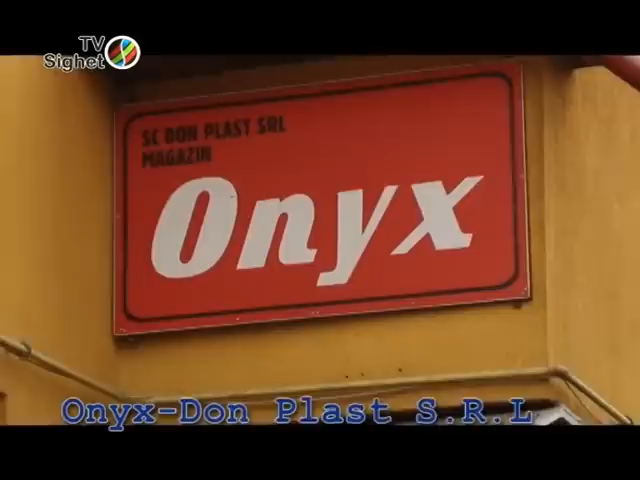 TV
Sighet
SC DON PLAST SRL
MAGAZIN
Onyx
Onyx-Don Plast S.R.L